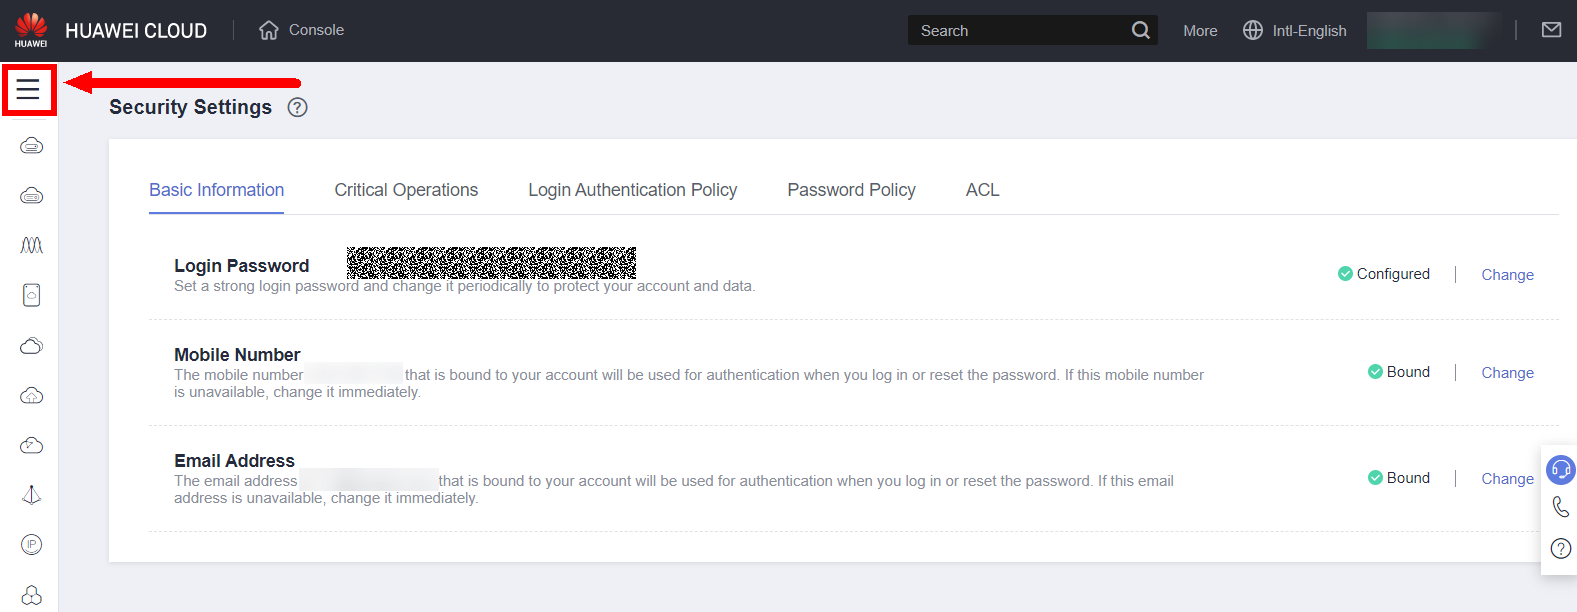 HUAWEI
HUAWEI CLOUD
Console
Search
More
Intl-English
Security Settings
?
Basic Information
Critical Operations
Login Authentication Policy
Password Policy
ACL
Login Password
Set a strong login password and change it periodically to protect your account and data.
Configured
Change
Mobile Number
The mobile number that is bound to your account will be used for authentication when you log in or reset the password. If this mobile number
is unavailable, change it immediately.
Bound
Change
Email Address
The email address that is bound to your account will be used for authentication when you log in or reset the password. If this email
address is unavailable, change it immediately.
Bound
Change
?
IP